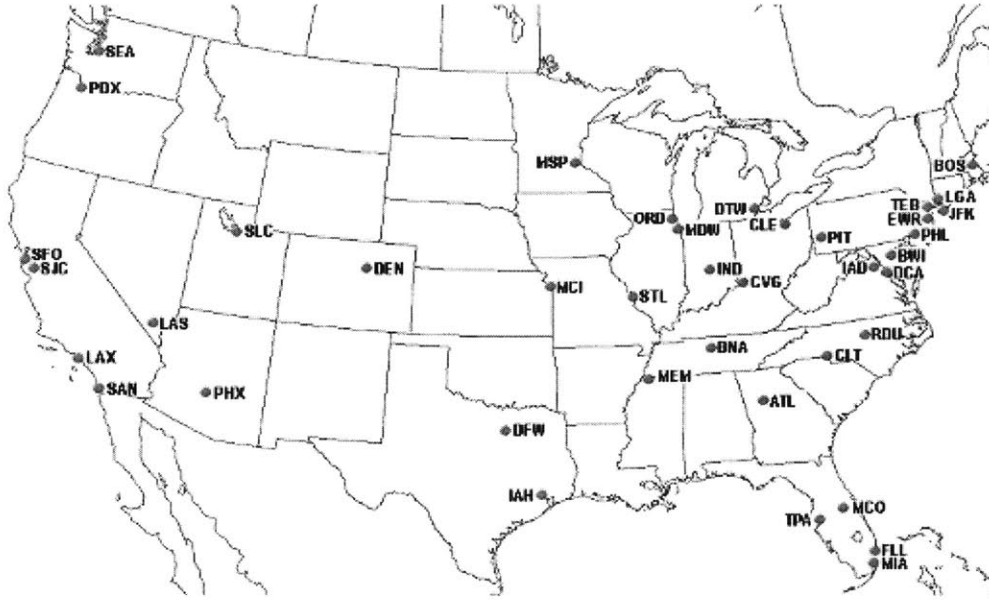 SEA
PDX
MSP
BOS
LGA
TEB
JFK
DTW
ORD
EWR
CLE
MDW
SLC
PIT
PHL
SFO
BWI
SJC
DEN
IND
IAD
DCA
CVG
MCI
STL
LAS
RDU
BNA
LAX
CLT
MEM
SAN
PHX
ATL
DFW
IAH
MCO
TPA
FLL
MIA